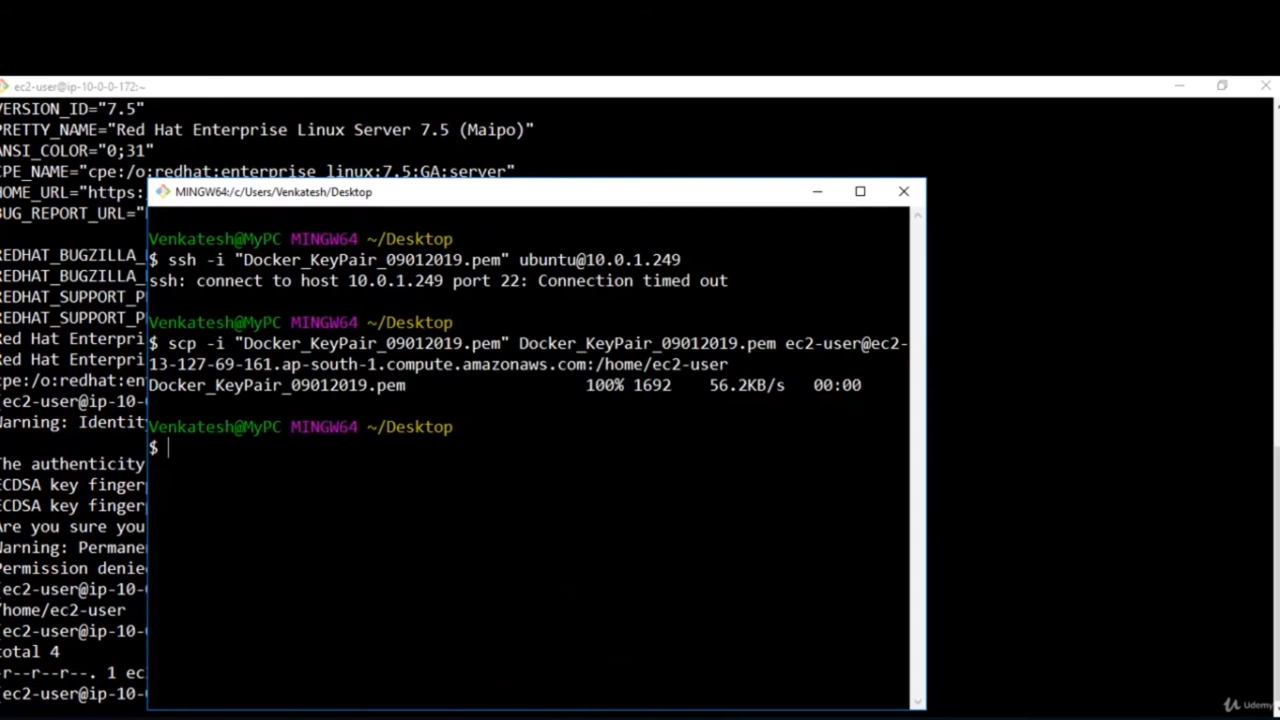 ec2-user@ip-10-0-0-172:~
VERSION_ID="7.5"
PRETTY_NAME="Red Hat Enterprise Linux Server 7.5 (Maipo)"
ANSI_COLOR="0;31"
CPE_NAME="cpe:/o:redhat:enterprise_linux:7.5:GA:server"
HOME_URL="https:
BUG_REPORT_URL="
REDHAT_BUGZILLA_
REDHAT_BUGZILLA_
REDHAT_SUPPORT_P
REDHAT_SUPPORT_P
Red Hat Enterpri
Red Hat Enterpri
cpe:/o:redhat:en
[ec2-user@ip-10-
Warning: Identit
The authenticity
ECDSA key finger
ECDSA key finger
Are you sure you
Warning: Permane
Permission denie
[ec2-user@ip-10-
/home/ec2-user
[ec2-user@ip-10-
total 4
-r--r--r--. 1 ec
[ec2-user@ip-10-
MINGW64:/c/Users/Venkatesh/Desktop
Venkatesh@MyPC MINGW64 ~/Desktop
$ ssh -i "Docker_KeyPair_09012019.pem" ubuntu@10.0.1.249
ssh: connect to host 10.0.1.249 port 22: Connection timed out
Venkatesh@MyPC MINGW64 ~/Desktop
$ scp -i "Docker_KeyPair_09012019.pem" Docker_KeyPair_09012019.pem ec2-user@ec2-
13-127-69-161.ap-south-1.compute.amazonaws.com:/home/ec2-user
Docker_KeyPair_09012019.pem 100% 1692 56.2KB/s 00:00
Venkatesh@MyPC MINGW64 ~/Desktop
$
Udemy